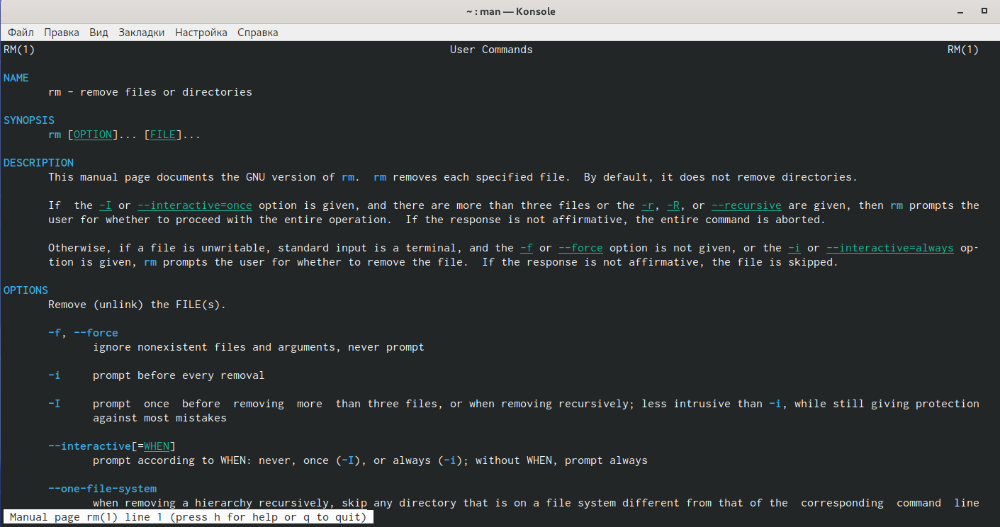 ~ : man — Konsole
Файл Правка Вид Закладки Настройка Справка
RM(1) User Commands RM(1)
NAME
rm - remove files or directories
SYNOPSIS
rm [OPTION]... [FILE]...
DESCRIPTION
This manual page documents the GNU version of rm. rm removes each specified file. By default, it does not remove directories.
If the -I or --interactive=once option is given, and there are more than three files or the -r, -R, or --recursive are given, then rm prompts the
user for whether to proceed with the entire operation. If the response is not affirmative, the entire command is aborted.
Otherwise, if a file is unwritable, standard input is a terminal, and the -f or --force option is not given, or the -i or --interactive=always op-
tion is given, rm prompts the user for whether to remove the file. If the response is not affirmative, the file is skipped.
OPTIONS
Remove (unlink) the FILE(s).
-f, --force
ignore nonexistent files and arguments, never prompt
-i prompt before every removal
-I prompt once before removing more than three files, or when removing recursively; less intrusive than -i, while still giving protection
against most mistakes
--interactive[=WHEN]
prompt according to WHEN: never, once (-I), or always (-i); without WHEN, prompt always
--one-file-system
when removing a hierarchy recursively, skip any directory that is on a file system different from that of the corresponding command line
Manual page rm(1) line 1 (press h for help or q to quit)